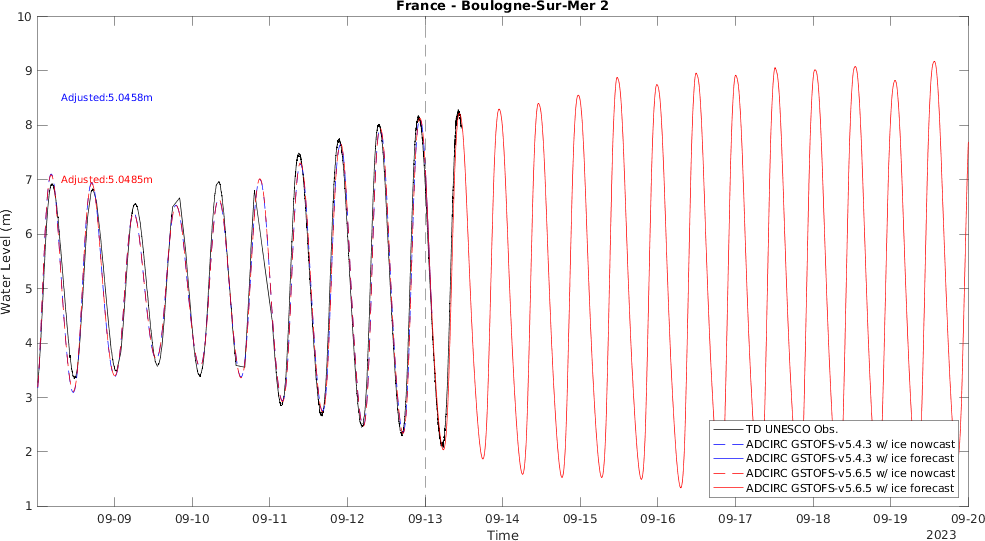 France - Boulogne-Sur-Mer 2
10
9
8
7
6
5
4
3
2
1
Water Level (m)
Adjusted:5.0458m
Adjusted:5.0485m
TD UNESCO Obs.
ADCIRC GSTOFS-v5.4.3 w/ ice nowcast
ADCIRC GSTOFS-v5.4.3 w/ ice forecast
ADCIRC GSTOFS-v5.6.5 w/ ice nowcast
ADCIRC GSTOFS-v5.6.5 w/ ice forecast
09-09 09-10 09-11 09-12 09-13 09-14 09-15 09-16 09-17 09-18 09-19 09-20
Time
2023